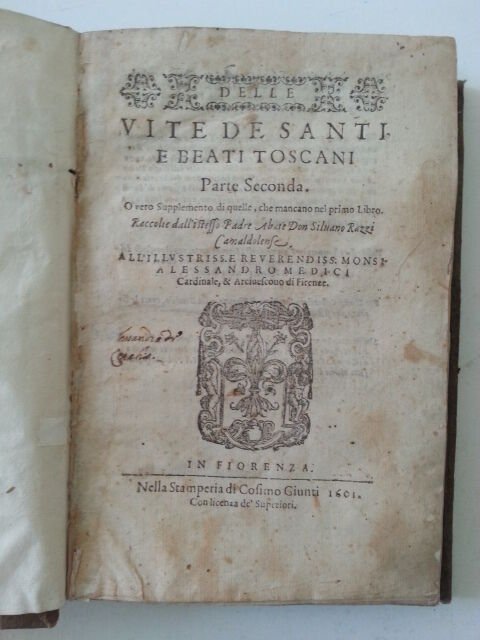 DELLE
VITE DE SANTI,
E BEATI TOSCANI
Parte Seconda.
Overo Supplemento di quelle, che mancano nel primo Libro.
Raccolte dall'istesso Padre Abate Don Siluano Razzi
Camaldolense.
ALL'ILLVSTRISS. E REVERENDISS. MONSI.
ALESSANDRO MEDICI
Cardinale, & Arciuescouo di Firenze.
IN FIORENZA.
Nella Stamperia di Cosimo Giunti 1601.
Con licenza de' Superiori.